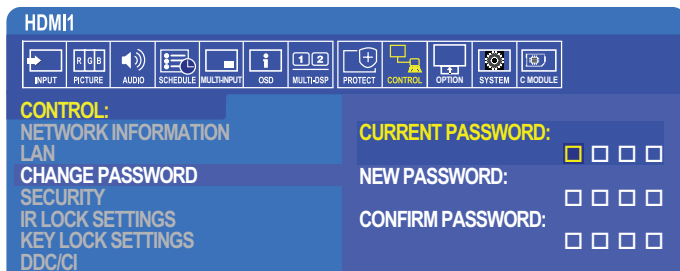 HDMI1
R G B 1 2
INPUT PICTURE AUDIO SCHEDULE MULTI-INPUT OSD MULTI-DSP PROTECT CONTROL OPTION SYSTEM C MODULE
CONTROL:
NETWORK INFORMATION
LAN
CHANGE PASSWORD
SECURITY
IR LOCK SETTINGS
KEY LOCK SETTINGS
DDC/CI
CURRENT PASSWORD:
NEW PASSWORD:
CONFIRM PASSWORD: